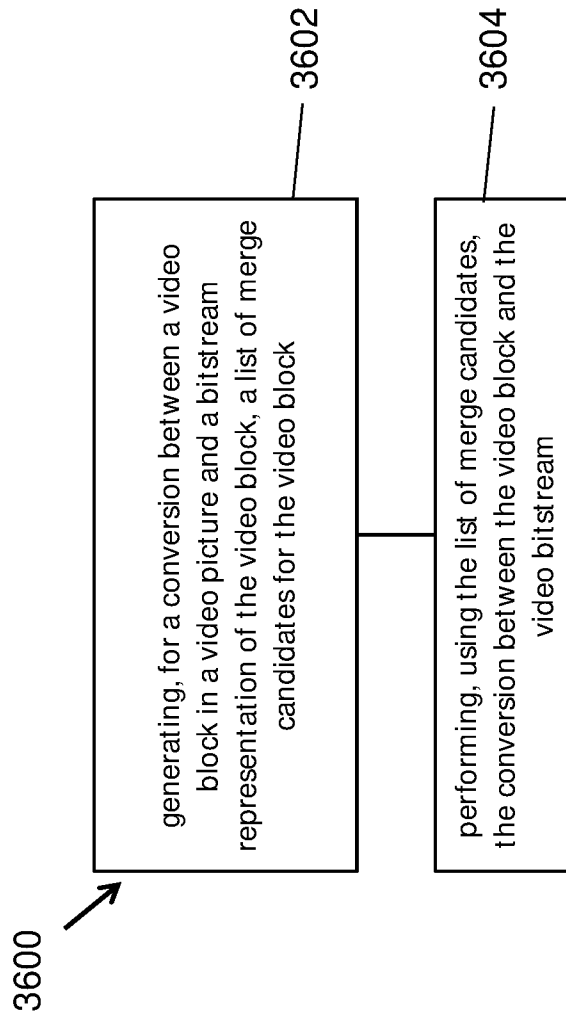 3600
generating, for a conversion between a video
block in a video picture and a bitstream
representation of the video block, a list of merge
candidates for the video block
3602
performing, using the list of merge candidates,
the conversion between the video block and the
video bitstream
3604